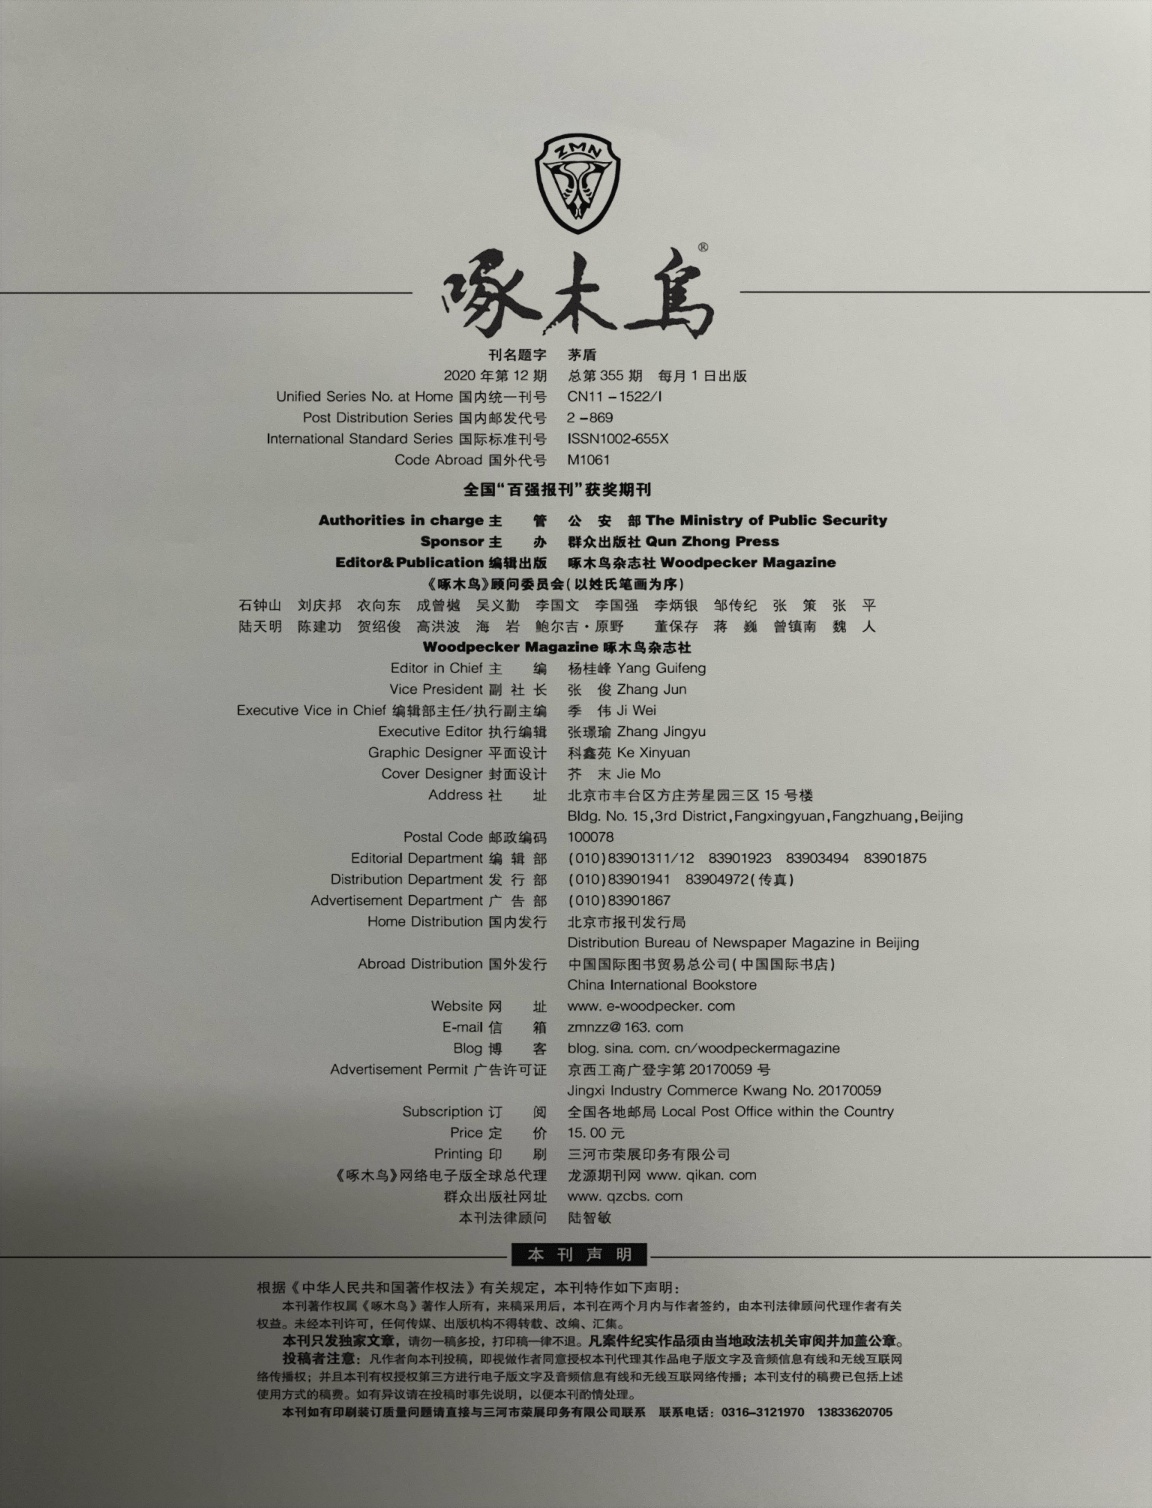 ZMN
啄木鸟®
刊名题字 茅盾
2020 年第 12 期 总第 355 期 每月 1 日出版
Unified Series No. at Home 国内统一刊号 CN11－1522/I
Post Distribution Series 国内邮发代号 2－869
International Standard Series 国际标准刊号 ISSN1002-655X
Code Abroad 国外代号 M1061
全国“百强报刊”获奖期刊
Authorities in charge 主 管 公 安 部 The Ministry of Public Security
Sponsor 主 办 群众出版社 Qun Zhong Press
Editor&Publication 编辑出版 啄木鸟杂志社 Woodpecker Magazine
《啄木鸟》顾问委员会(以姓氏笔画为序)
石钟山 刘庆邦 衣向东 成曾樾 吴义勤 李国文 李国强 李炳银 邹传纪 张 策 张 平
陆天明 陈建功 贺绍俊 高洪波 海 岩 鲍尔吉·原野 董保存 蒋 巍 曾镇南 魏 人
Woodpecker Magazine 啄木鸟杂志社
Editor in Chief 主 编 杨桂峰 Yang Guifeng
Vice President 副 社 长 张 俊 Zhang Jun
Executive Vice in Chief 编辑部主任/执行副主编 季 伟 Ji Wei
Executive Editor 执行编辑 张璟瑜 Zhang Jingyu
Graphic Designer 平面设计 科鑫苑 Ke Xinyuan
Cover Designer 封面设计 芥 末 Jie Mo
Address 社 址 北京市丰台区方庄芳星园三区 15 号楼
Bldg. No. 15,3rd District,Fangxingyuan,Fangzhuang,Beijing
Postal Code 邮政编码 100078
Editorial Department 编 辑 部 (010)83901311/12 83901923 83903494 83901875
Distribution Department 发 行 部 (010)83901941 83904972(传真)
Advertisement Department 广 告 部 (010)83901867
Home Distribution 国内发行 北京市报刊发行局
Distribution Bureau of Newspaper Magazine in Beijing
Abroad Distribution 国外发行 中国国际图书贸易总公司(中国国际书店)
China International Bookstore
Website 网 址 www. e-woodpecker. com
E-mail 信 箱 zmnzz@163. com
Blog 博 客 blog. sina. com. cn/woodpeckermagazine
Advertisement Permit 广告许可证 京西工商广登字第 20170059 号
Jingxi Industry Commerce Kwang No. 20170059
Subscription 订 阅 全国各地邮局 Local Post Office within the Country
Price 定 价 15. 00 元
Printing 印 刷 三河市荣展印务有限公司
《啄木鸟》网络电子版全球总代理 龙源期刊网 www. qikan. com
群众出版社网址 www. qzcbs. com
本刊法律顾问 陆智敏
本 刊 声 明
根据《中华人民共和国著作权法》有关规定，本刊特作如下声明：
本刊著作权属《啄木鸟》著作人所有，来稿采用后，本刊在两个月内与作者签约，由本刊法律顾问代理作者有关
权益。未经本刊许可，任何传媒、出版机构不得转载、改编、汇集。
本刊只发独家文章，请勿一稿多投，打印稿一律不退。凡案件纪实作品须由当地政法机关审阅并加盖公章。
投稿者注意：凡作者向本刊投稿，即视做作者同意授权本刊代理其作品电子版文字及音频信息有线和无线互联网
络传播权；并且本刊有权授权第三方进行电子版文字及音频信息有线和无线互联网络传播；本刊支付的稿费已包括上述
使用方式的稿费。如有异议请在投稿时事先说明，以便本刊酌情处理。
本刊如有印刷装订质量问题请直接与三河市荣展印务有限公司联系 联系电话：0316—3121970 13833620705